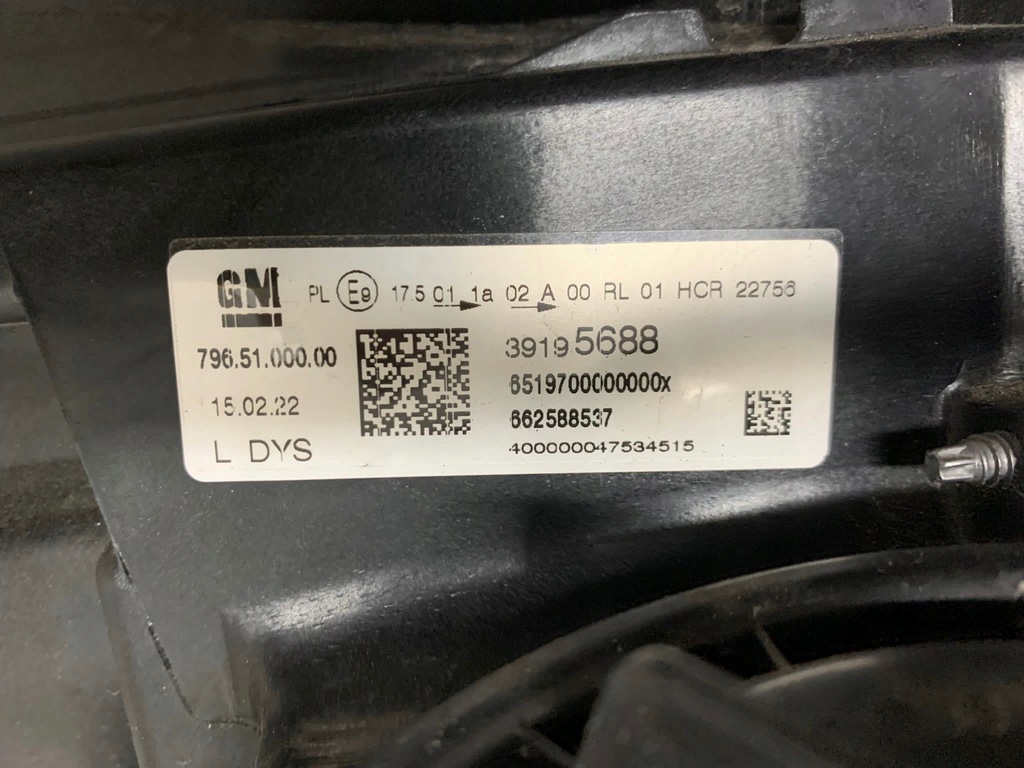 GM PL E9 17.5 01 1a 02 A 00 RL 01 HCR 22756
796.51.000.00
39195688
6519700000000x
15.02.22
662588537
L DYS
400000047534515